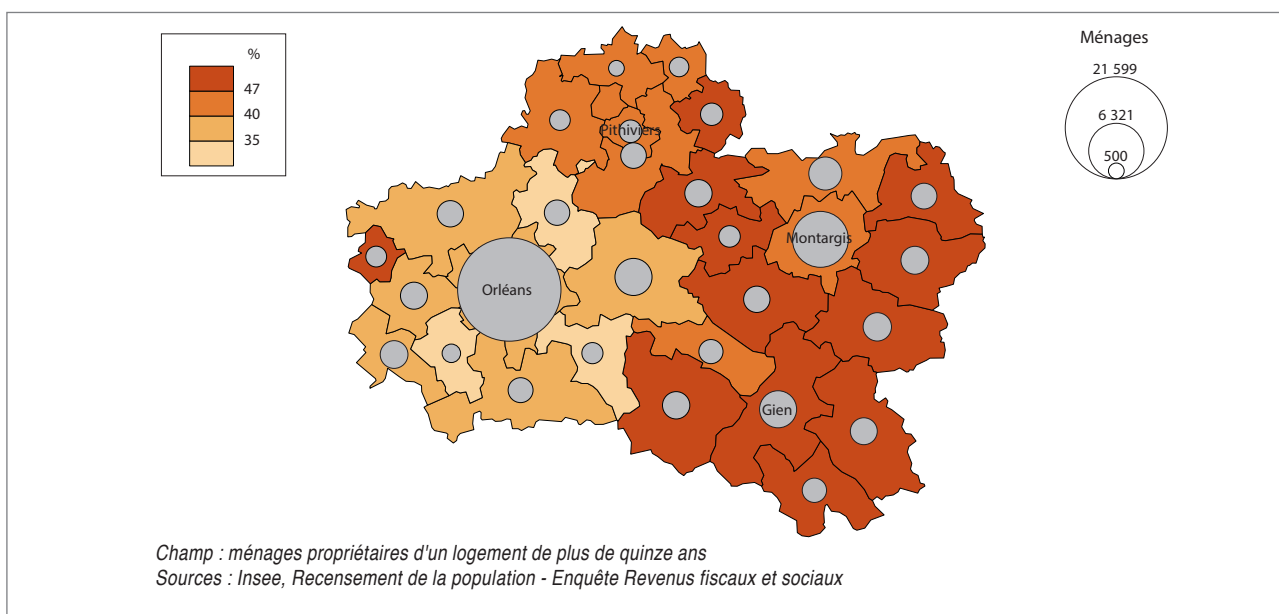 %
47
40
35
Ménages
21 599
6 321
500
Pithiviers
Montargis
Orléans
Gien
Champ : ménages propriétaires d'un logement de plus de quinze ans
Sources : Insee, Recensement de la population - Enquête Revenus fiscaux et sociaux